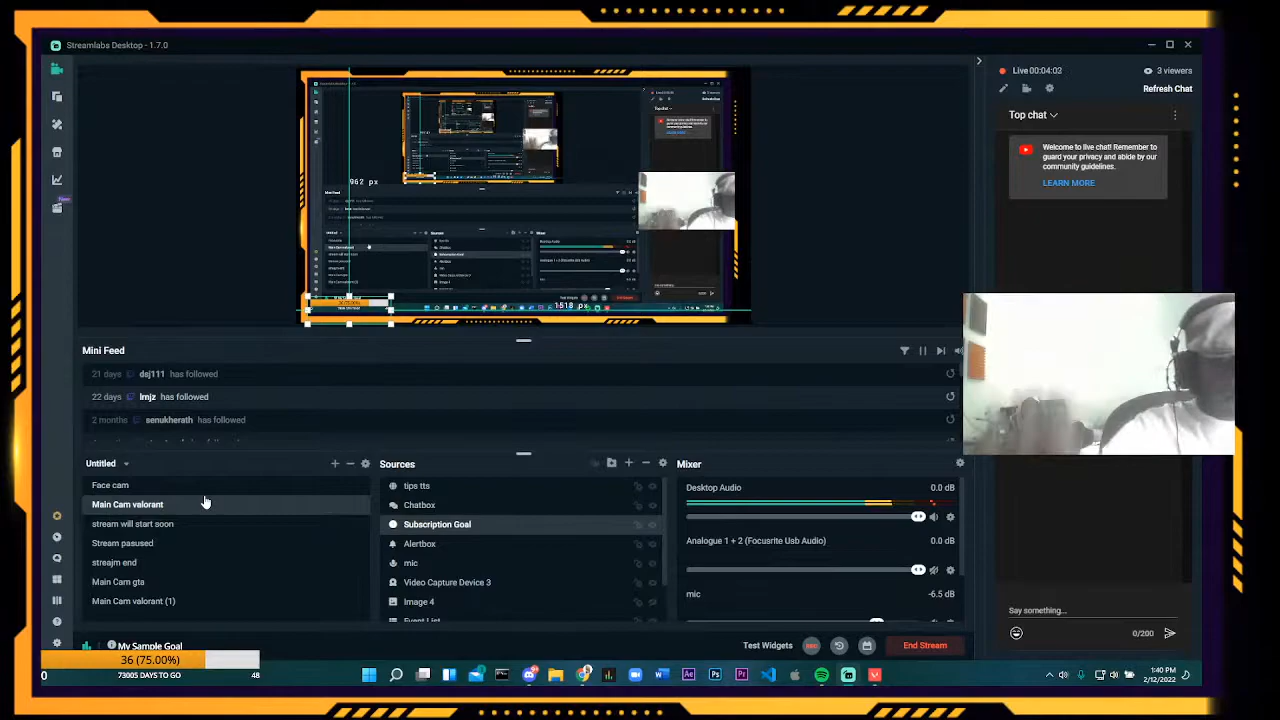 Streamlabs Desktop - 1.7.0
Live 00:04:02
3 viewers
Refresh Chat
Top chat
Welcome to live chat! Remember to
guard your privacy and abide by our
community guidelines.
LEARN MORE
962 px
1518 px
New
Mini Feed
21 days dsj111 has followed
22 days lmjz has followed
2 months senukherath has followed
Untitled
Face cam
Main Cam valorant
stream will start soon
Stream pasused
streajm end
Main Cam gta
Main Cam valorant (1)
Sources
tips tts
Chatbox
Subscription Goal
Alertbox
mic
Video Capture Device 3
Image 4
Event List
Mixer
Desktop Audio 0.0 dB
Analogue 1 + 2 (Focusrite Usb Audio) 0.0 dB
mic -6.5 dB
Say something...
0/200
My Sample Goal
36 (75.00%)
0 73005 DAYS TO GO 48
Test Widgets
REC
End Stream
1:40 PM
2/12/2022